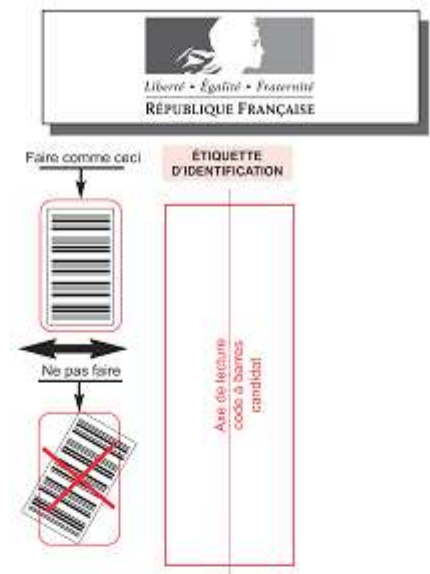 Liberté • Égalité • Fraternité
RÉPUBLIQUE FRANÇAISE
Faire comme ceci
ÉTIQUETTE
D'IDENTIFICATION
Ne pas faire
Axe de lecture
code à barres
candidat